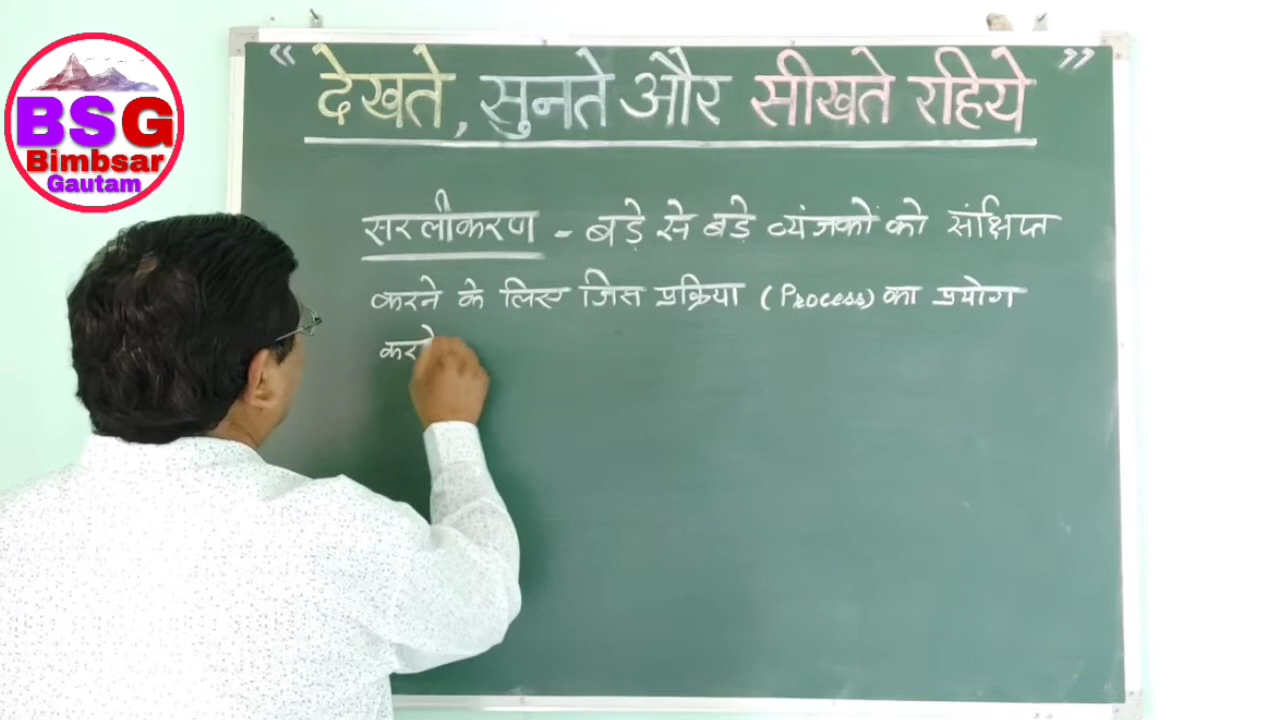 BSG
Bimbsar
Gautam
“ देखते, सुनते और सीखते रहिये ”
सरलीकरण - बड़े से बड़े व्यंजकों को संक्षिप्त
करने के लिए जिस प्रक्रिया (Process) का प्रयोग